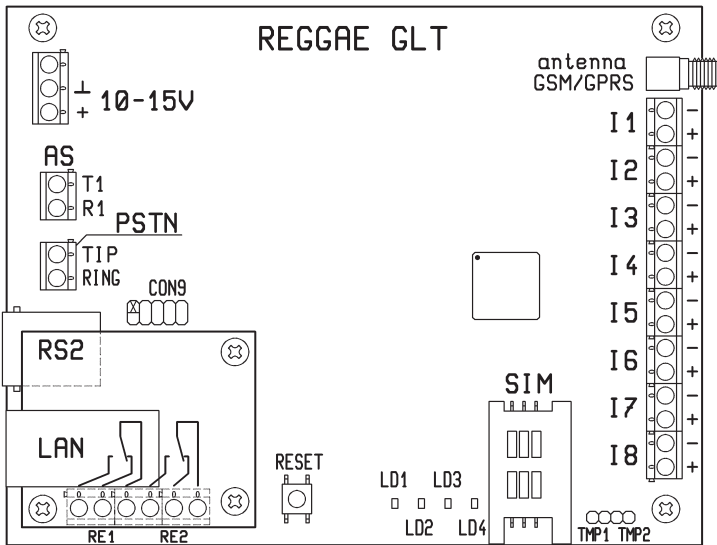 REGGAE GLT
antenna
GSM/GPRS
⊥
+ 10-15V
AS
T1
R1
PSTN
TIP
RING
CON9
X
RS2
LAN
RE1 RE2
RESET
LD1 LD3
LD2 LD4
SIM
TMP1 TMP2
I1 -
+
I2 -
+
I3 -
+
I4 -
+
I5 -
+
I6 -
+
I7 -
+
I8 -
+